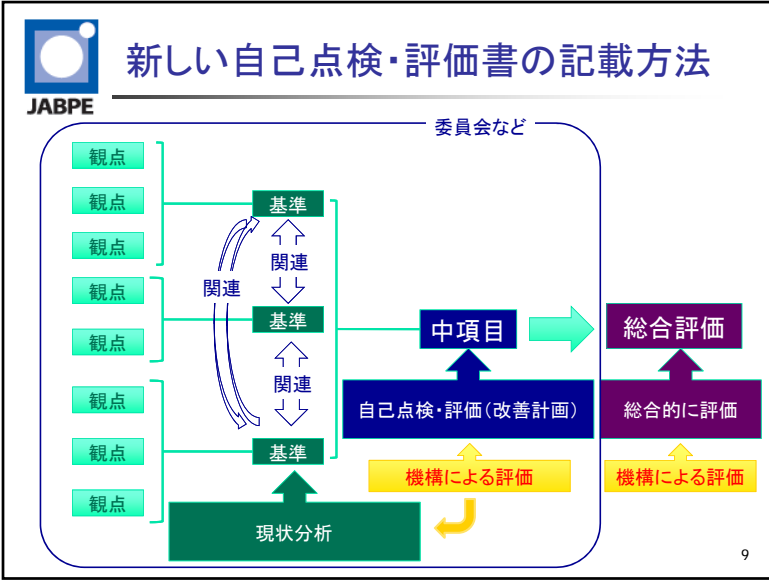 新しい自己点検・評価書の記載方法
JABPE
委員会など
観点
観点
観点
観点
観点
観点
観点
観点
基準
関連
関連
基準
関連
基準
現状分析
中項目
自己点検・評価（改善計画）
機構による評価
総合評価
総合的に評価
機構による評価
9